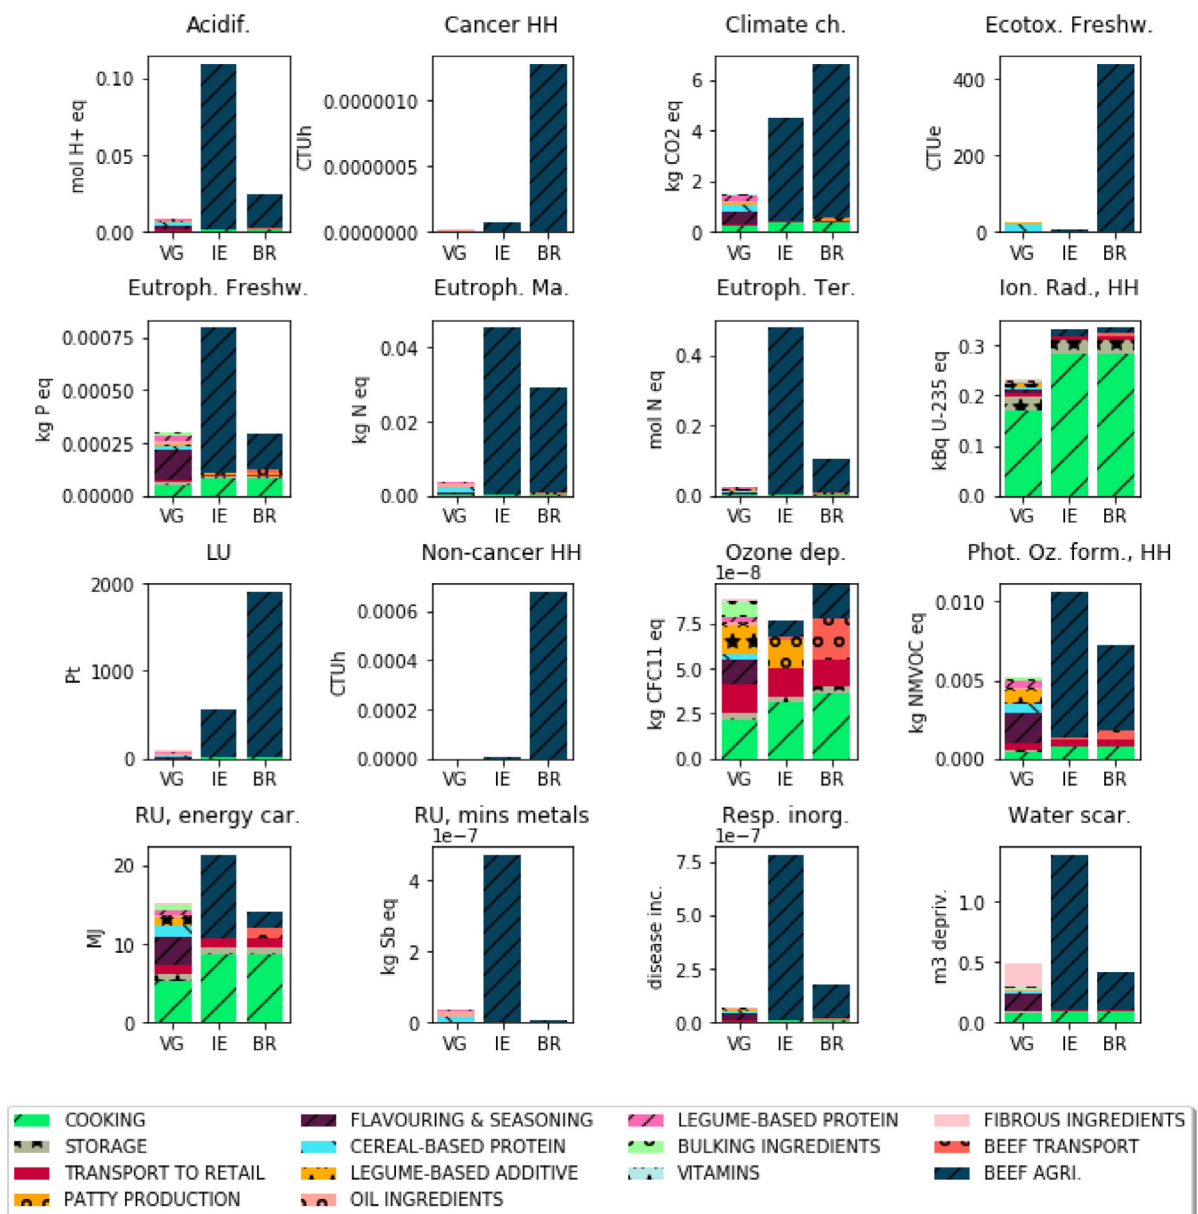 Acidif. Cancer HH Climate ch. Ecotox. Freshw.
mol H+ eq
0.10
0.05
0.00
VG IE BR
CTUh
0.0000010
0.0000005
0.0000000
VG IE BR
kg CO2 eq
6
4
2
0
VG IE BR
CTUe
400
200
0
VG IE BR
Eutroph. Freshw. Eutroph. Ma. Eutroph. Ter. Ion. Rad., HH
kg P eq
0.00075
0.00050
0.00025
0.00000
VG IE BR
kg N eq
0.04
0.02
0.00
VG IE BR
mol N eq
0.4
0.2
0.0
VG IE BR
kBq U-235 eq
0.3
0.2
0.1
0.0
VG IE BR
LU Non-cancer HH Ozone dep. Phot. Oz. form., HH
Pt
2000
1000
0
VG IE BR
CTUh
0.0006
0.0004
0.0002
0.0000
VG IE BR
1e−8
kg CFC11 eq
7.5
5.0
2.5
0.0
VG IE BR
kg NMVOC eq
0.010
0.005
0.000
VG IE BR
RU, energy car. RU, mins metals Resp. inorg. Water scar.
MJ
20
10
0
VG IE BR
1e−7
kg Sb eq
4
2
0
VG IE BR
1e−7
disease inc.
7.5
5.0
2.5
0.0
VG IE BR
m3 depriv.
1.0
0.5
0.0
VG IE BR
COOKING FLAVOURING & SEASONING LEGUME-BASED PROTEIN FIBROUS INGREDIENTS
STORAGE CEREAL-BASED PROTEIN BULKING INGREDIENTS BEEF TRANSPORT
TRANSPORT TO RETAIL LEGUME-BASED ADDITIVE VITAMINS BEEF AGRI.
PATTY PRODUCTION OIL INGREDIENTS